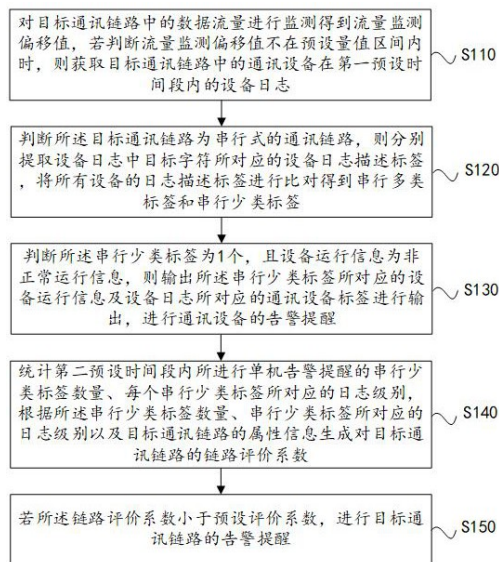 对目标通讯链路中的数据流量进行监测得到流量监测
偏移值，若判断流量监测偏移值不在预设量值区间内
时，则获取目标通讯链路中的通讯设备在第一预设时
间段内的设备日志
S110
判断所述目标通讯链路为串行式的通讯链路，则分别
提取设备日志中目标字符所对应的设备日志描述标签
，将所有设备的日志描述标签进行比对得到串行多类
标签和串行少类标签
S120
判断所述串行少类标签为1个，且设备运行信息为非
正常运行信息，则输出所述串行少类标签所对应的设
备运行信息及设备日志所对应的通讯设备标签进行输
出，进行通讯设备的告警提醒
S130
统计第二预设时间段内所进行单机告警提醒的串行少
类标签数量、每个串行少类标签所对应的日志级别，
根据所述串行少类标签数量、串行少类标签所对应的
日志级别以及目标通讯链路的属性信息生成对目标
通讯链路的链路评价系数
S140
若所述链路评价系数小于预设评价系数，进行目标通
讯链路的告警提醒
S150